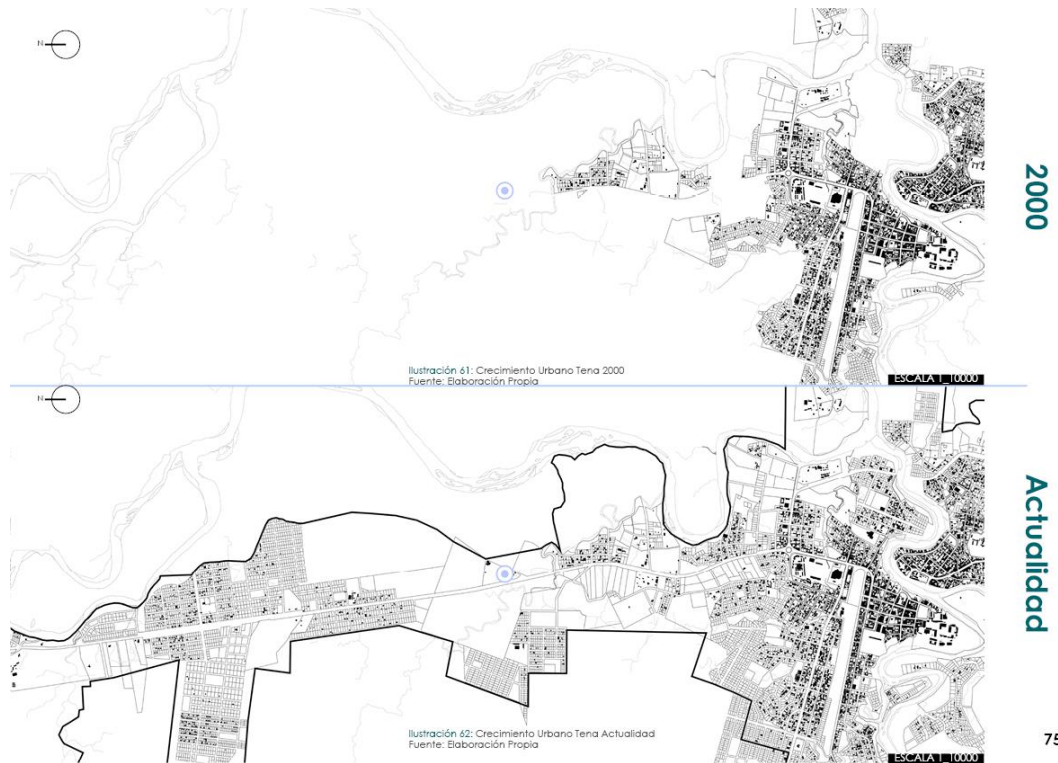 N
2000
Ilustración 61: Crecimiento Urbano Tena 2000
Fuente: Elaboración Propia
ESCALA 1_10000
N
Actualidad
Ilustración 62: Crecimiento Urbano Tena Actualidad
Fuente: Elaboración Propia
ESCALA 1_10000
75